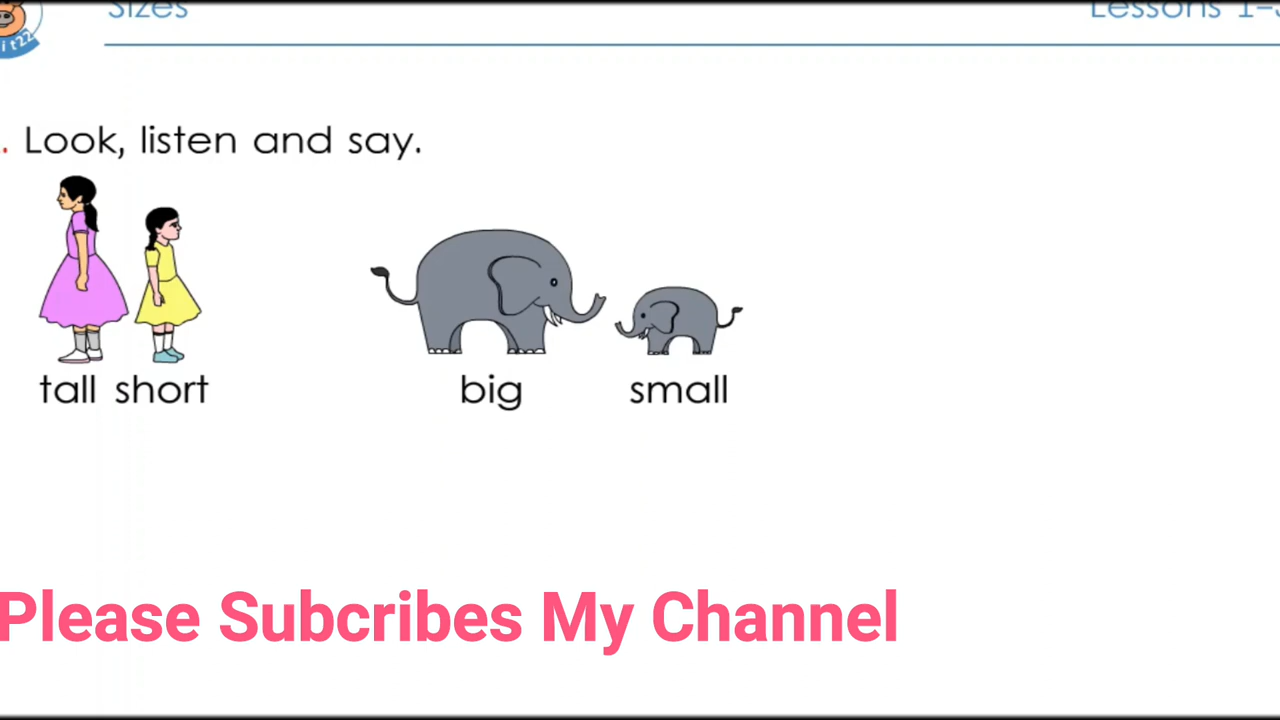 Sizes
Lessons 1–
. Look, listen and say.
tall short big small
Please Subcribes My Channel